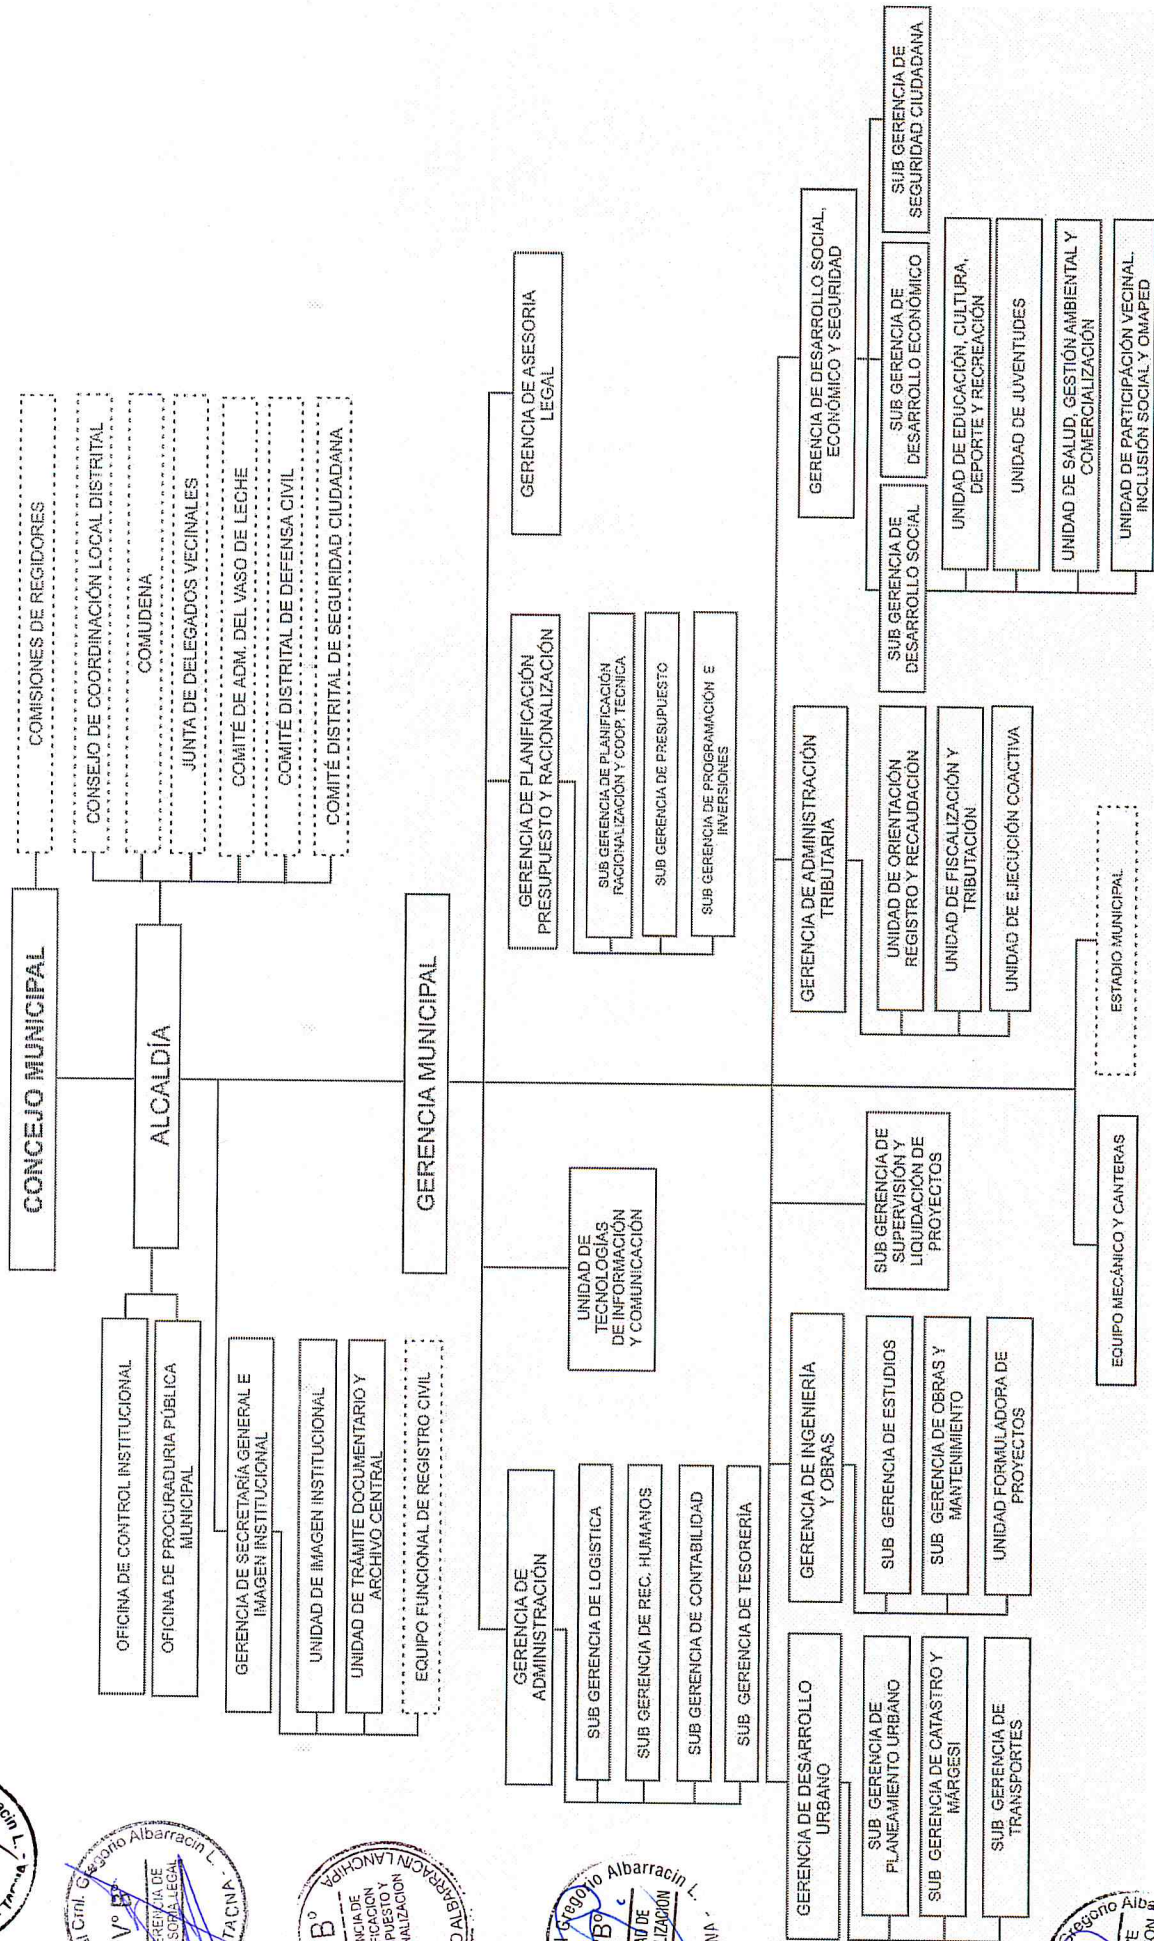 CONCEJO MUNICIPAL
COMISIONES DE REGIDORES
CONSEJO DE COORDINACIÓN LOCAL DISTRITAL
COMUDENA
JUNTA DE DELEGADOS VECINALES
COMITÉ DE ADM. DEL VASO DE LECHE
COMITÉ DISTRITAL DE DEFENSA CIVIL
COMITÉ DISTRITAL DE SEGURIDAD CIUDADANA
ALCALDÍA
OFICINA DE CONTROL INSTITUCIONAL
OFICINA DE PROCURADURIA PÚBLICA
MUNICIPAL
GERENCIA DE SECRETARÍA GENERAL E
IMAGEN INSTITUCIONAL
UNIDAD DE IMAGEN INSTITUCIONAL
UNIDAD DE TRÁMITE DOCUMENTARIO Y
ARCHIVO CENTRAL
EQUIPO FUNCIONAL DE REGISTRO CIVIL
GERENCIA MUNICIPAL
GERENCIA DE
ADMINISTRACIÓN
SUB GERENCIA DE LOGISTICA
SUB GERENCIA DE REC. HUMANOS
SUB GERENCIA DE CONTABILIDAD
SUB GERENCIA DE TESORERÍA
UNIDAD DE
TECNOLOGÍAS
DE INFORMACIÓN
Y COMUNICACIÓN
GERENCIA DE PLANIFICACIÓN
PRESUPUESTO Y RACIONALIZACIÓN
SUB GERENCIA DE PLANIFICACIÓN
RACIONALIZACIÓN Y COOP. TECNICA
SUB GERENCIA DE PRESUPUESTO
SUB GERENCIA DE PROGRAMACIÓN E
INVERSIONES
GERENCIA DE ASESORIA
LEGAL
GERENCIA DE DESARROLLO
URBANO
SUB GERENCIA DE
PLANEAMIENTO URBANO
SUB GERENCIA DE CATASTRO Y
MÁRGESI
SUB GERENCIA DE
TRANSPORTES
GERENCIA DE INGENIERÍA
Y OBRAS
SUB GERENCIA DE ESTUDIOS
SUB GERENCIA DE OBRAS Y
MANTENIMIENTO
UNIDAD FORMULADORA DE
PROYECTOS
SUB GERENCIA DE
SUPERVISIÓN Y
LIQUIDACIÓN DE
PROYECTOS
GERENCIA DE ADMINISTRACIÓN
TRIBUTARIA
UNIDAD DE ORIENTACIÓN
REGISTRO Y RECAUDACIÓN
UNIDAD DE FISCALIZACIÓN Y
TRIBUTACIÓN
UNIDAD DE EJECUCIÓN COACTIVA
GERENCIA DE DESARROLLO SOCIAL,
ECONÓMICO Y SEGURIDAD
SUB GERENCIA DE
DESARROLLO SOCIAL
SUB GERENCIA DE
DESARROLLO ECONÓMICO
SUB GERENCIA DE
SEGURIDAD CIUDADANA
UNIDAD DE EDUCACIÓN, CULTURA,
DEPORTE Y RECREACIÓN
UNIDAD DE JUVENTUDES
UNIDAD DE SALUD, GESTIÓN AMBIENTAL Y
COMERCIALIZACIÓN
UNIDAD DE PARTICIPACIÓN VECINAL.
INCLUSIÓN SOCIAL Y OMAPED
EQUIPO MECÁNICO Y CANTERAS
ESTADIO MUNICIPAL
Crnl. Gregorio Albarracin L.
V° B°
TACNA
B°
ALBARRACIN LANCHIPA
Gregorio Albarracin L.
B°